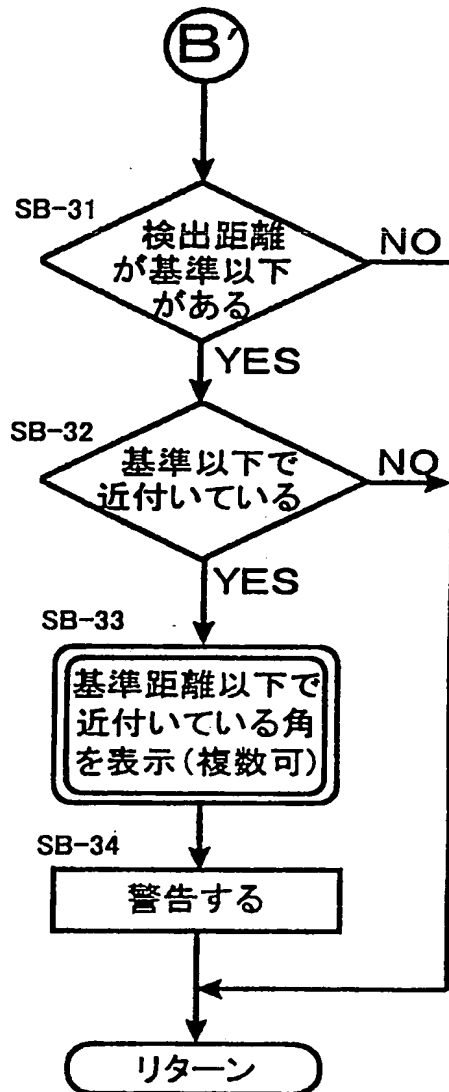 B′
SB-31
検出距離
が基準以下
がある
NO
YES
SB-32
基準以下で
近付いている
NO
YES
SB-33
基準距離以下で
近付いている角
を表示(複数可)
SB-34
警告する
リターン